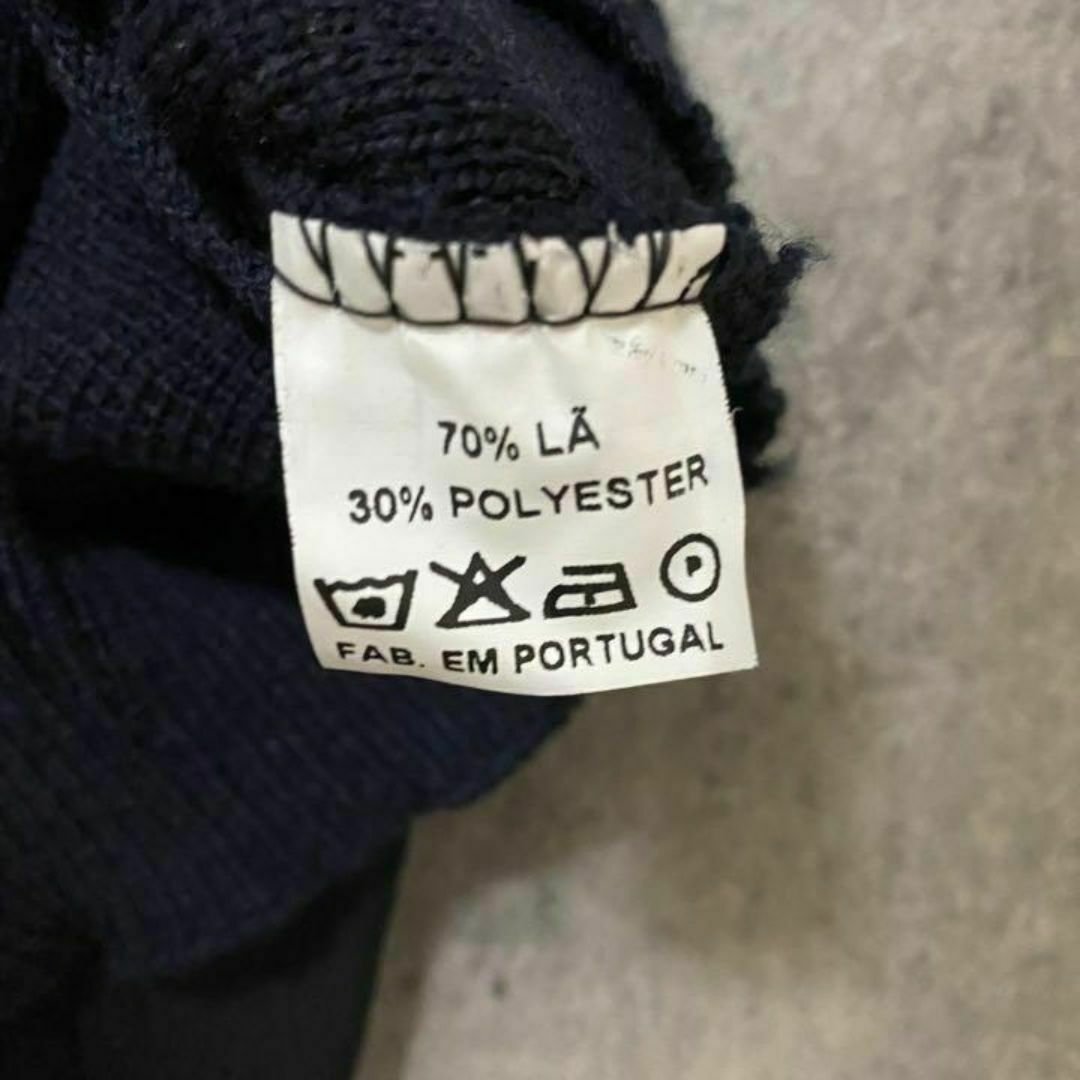 70% LÃ
30% POLYESTER
P
FAB. EM PORTUGAL